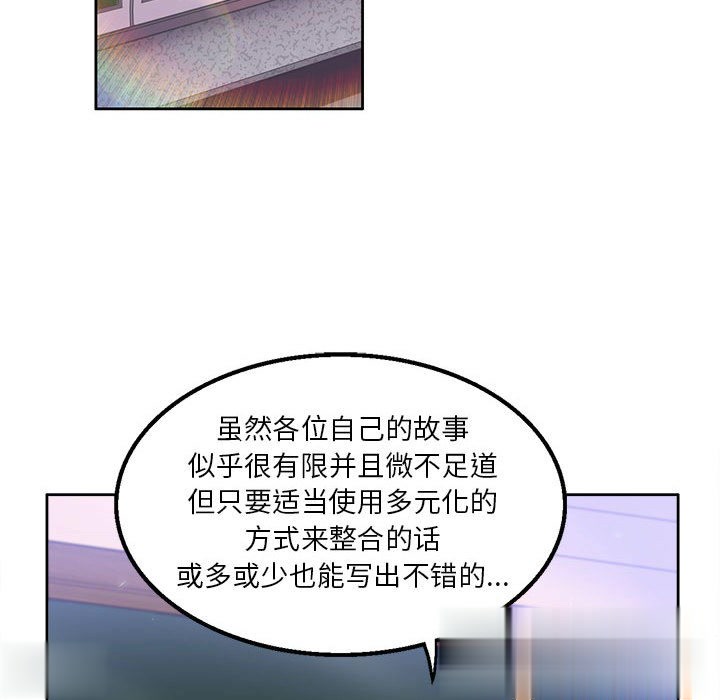 虽然各位自己的故事
似乎很有限并且微不足道
但只要适当使用多元化的
方式来整合的话
或多或少也能写出不错的...